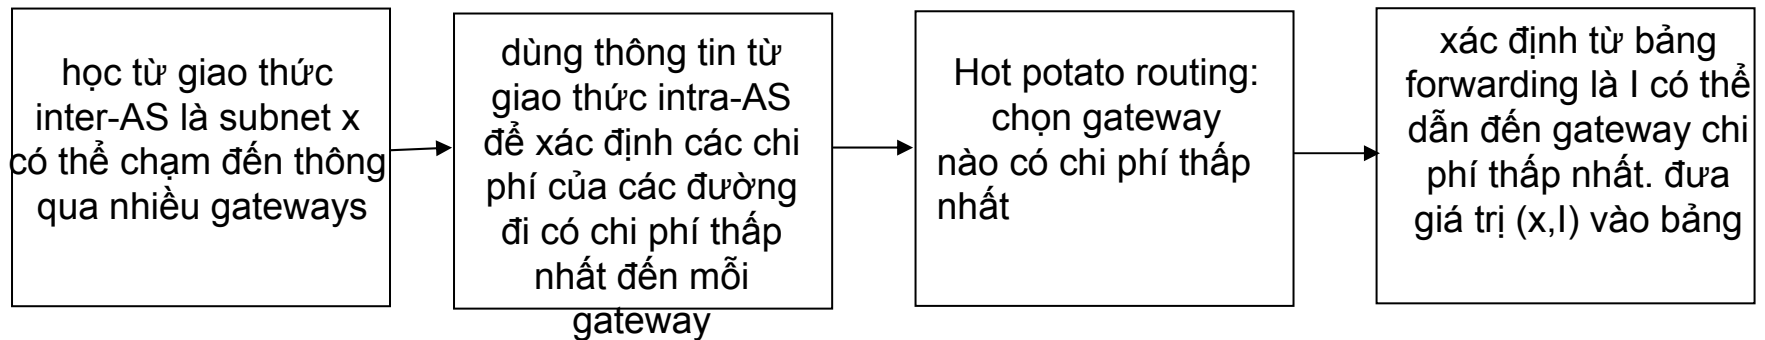 học từ giao thức
inter-AS là subnet x
có thể chạm đến thông
qua nhiều gateways
dùng thông tin từ
giao thức intra-AS
để xác định các chi
phí của các đường
đi có chi phí thấp
nhất đến mỗi
gateway
Hot potato routing:
chọn gateway
nào có chi phí thấp
nhất
xác định từ bảng
forwarding là I có thể
dẫn đến gateway chi
phí thấp nhất. đưa
giá trị (x,I) vào bảng